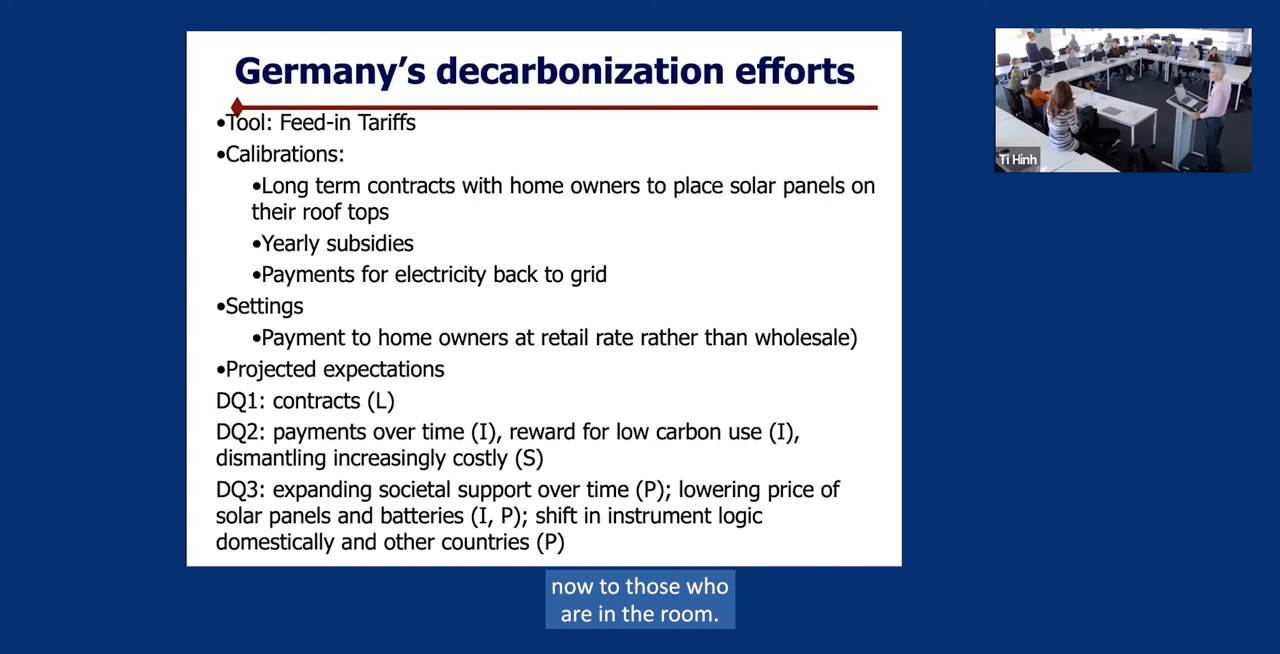 Germany's decarbonization efforts
•Tool: Feed-in Tariffs
•Calibrations:
•Long term contracts with home owners to place solar panels on
their roof tops
•Yearly subsidies
•Payments for electricity back to grid
•Settings
•Payment to home owners at retail rate rather than wholesale)
•Projected expectations
DQ1: contracts (L)
DQ2: payments over time (I), reward for low carbon use (I),
dismantling increasingly costly (S)
DQ3: expanding societal support over time (P); lowering price of
solar panels and batteries (I, P); shift in instrument logic
domestically and other countries (P)
Ti Hinh
now to those who
are in the room.